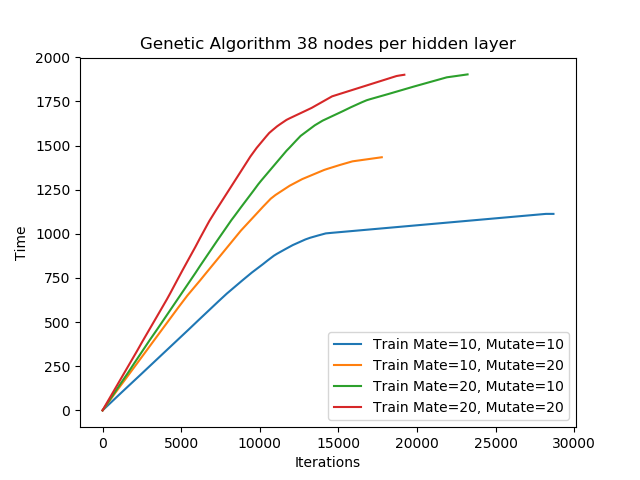 Genetic Algorithm 38 nodes per hidden layer
2000
1750
1500
1250
1000
750
500
250
0
Time
0 5000 10000 15000 20000 25000 30000
Iterations
Train Mate=10, Mutate=10
Train Mate=10, Mutate=20
Train Mate=20, Mutate=10
Train Mate=20, Mutate=20